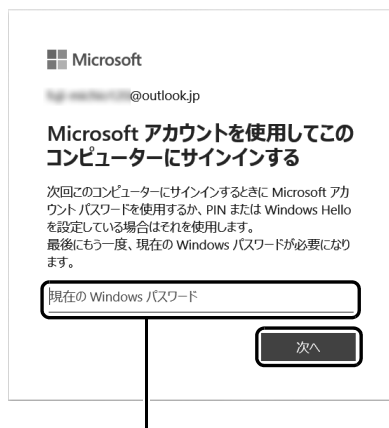 Microsoft
@outlook.jp
Microsoft アカウントを使用してこの
コンピューターにサインインする
次回このコンピューターにサインインするときに Microsoft アカ
ウント パスワードを使用するか、PIN または Windows Hello
を設定している場合はそれを使用します。
最後にもう一度、現在の Windows パスワードが必要になり
ます。
現在の Windows パスワード
次へ